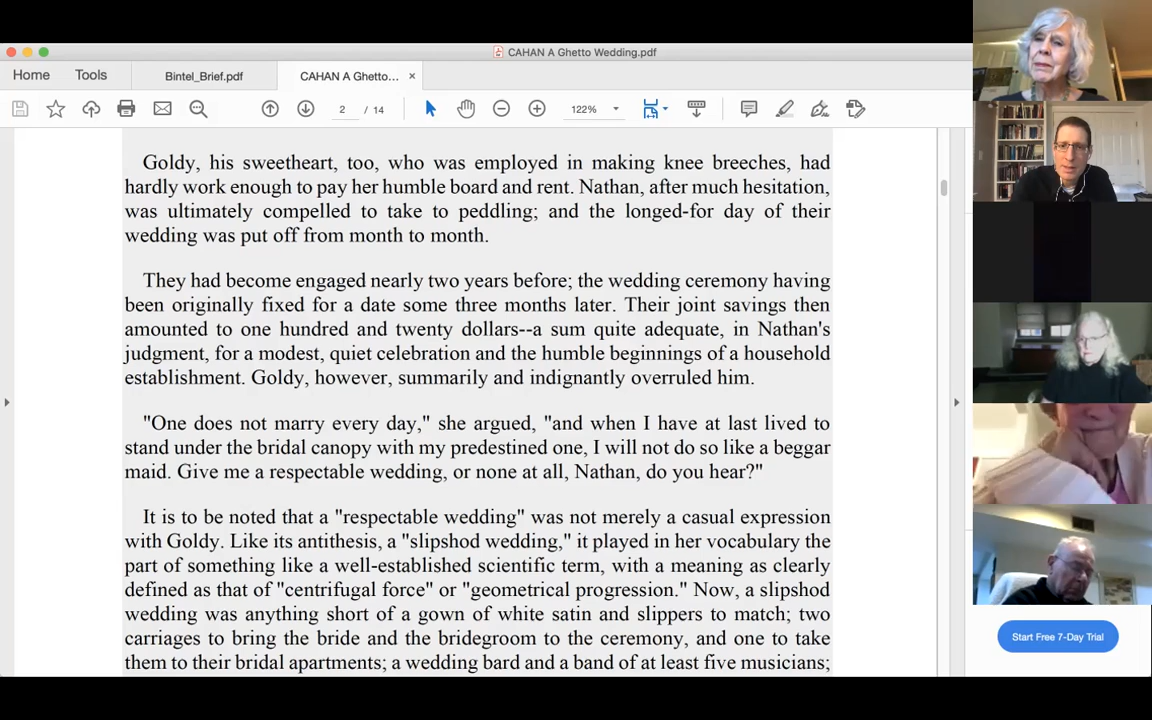 CAHAN A Ghetto Wedding.pdf
Home
Tools
Bintel_Brief.pdf
CAHAN A Ghetto... ×
2 / 14
122%
Goldy, his sweetheart, too, who was employed in making knee breeches, had
hardly work enough to pay her humble board and rent. Nathan, after much hesitation,
was ultimately compelled to take to peddling; and the longed-for day of their
wedding was put off from month to month.
They had become engaged nearly two years before; the wedding ceremony having
been originally fixed for a date some three months later. Their joint savings then
amounted to one hundred and twenty dollars--a sum quite adequate, in Nathan's
judgment, for a modest, quiet celebration and the humble beginnings of a household
establishment. Goldy, however, summarily and indignantly overruled him.
"One does not marry every day," she argued, "and when I have at last lived to
stand under the bridal canopy with my predestined one, I will not do so like a beggar
maid. Give me a respectable wedding, or none at all, Nathan, do you hear?"
It is to be noted that a "respectable wedding" was not merely a casual expression
with Goldy. Like its antithesis, a "slipshod wedding," it played in her vocabulary the
part of something like a well-established scientific term, with a meaning as clearly
defined as that of "centrifugal force" or "geometrical progression." Now, a slipshod
wedding was anything short of a gown of white satin and slippers to match; two
carriages to bring the bride and the bridegroom to the ceremony, and one to take
them to their bridal apartments; a wedding bard and a band of at least five musicians;
Start Free 7-Day Trial